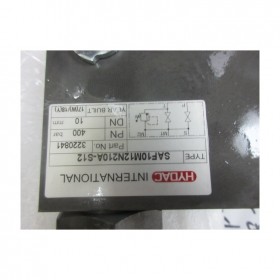 HYDAC INTERNATIONAL
TYPE
SAF10M12N210A-S12
Part No
3220841
PN 400 bar
DN 10 mm